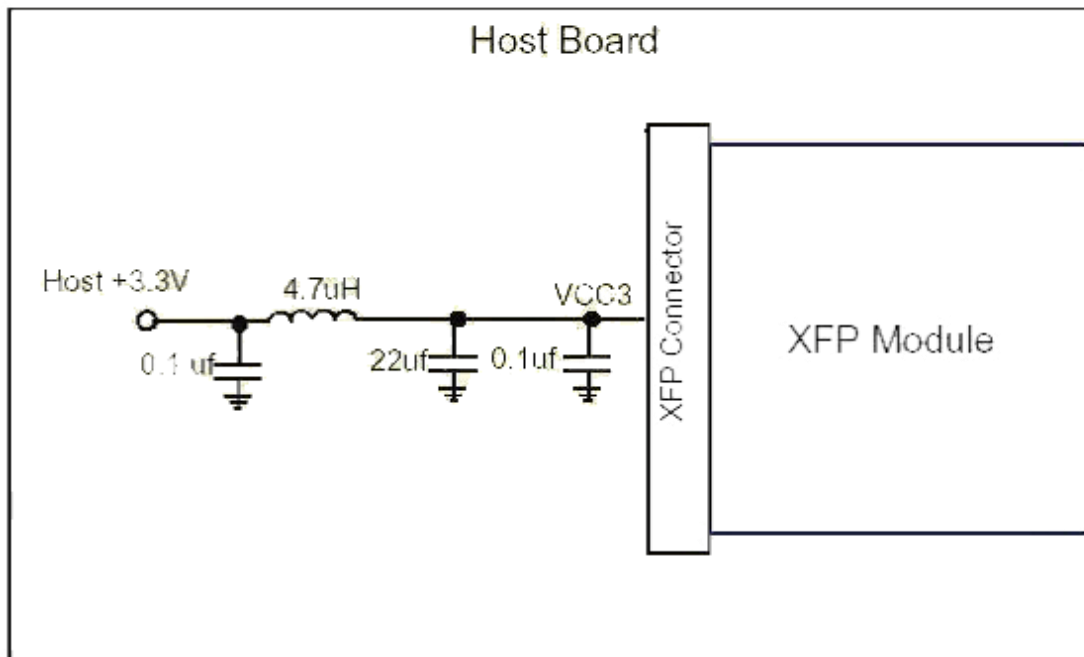 Host Board
Host +3.3V
4.7uH
VCC3
0.1 uf
22uf
0.1uf
XFP Connector
XFP Module